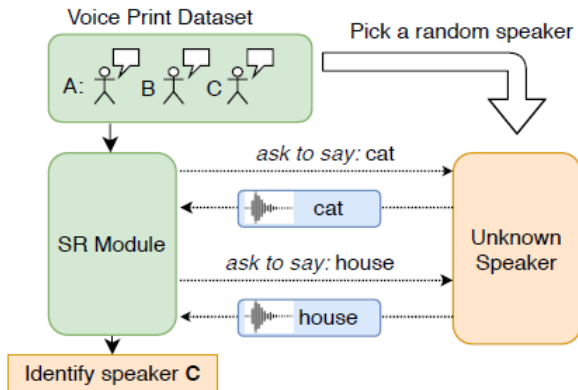 Voice Print Dataset
Pick a random speaker
A: B C
ask to say: cat
cat
SR Module
Unknown
Speaker
ask to say: house
house
Identify speaker C